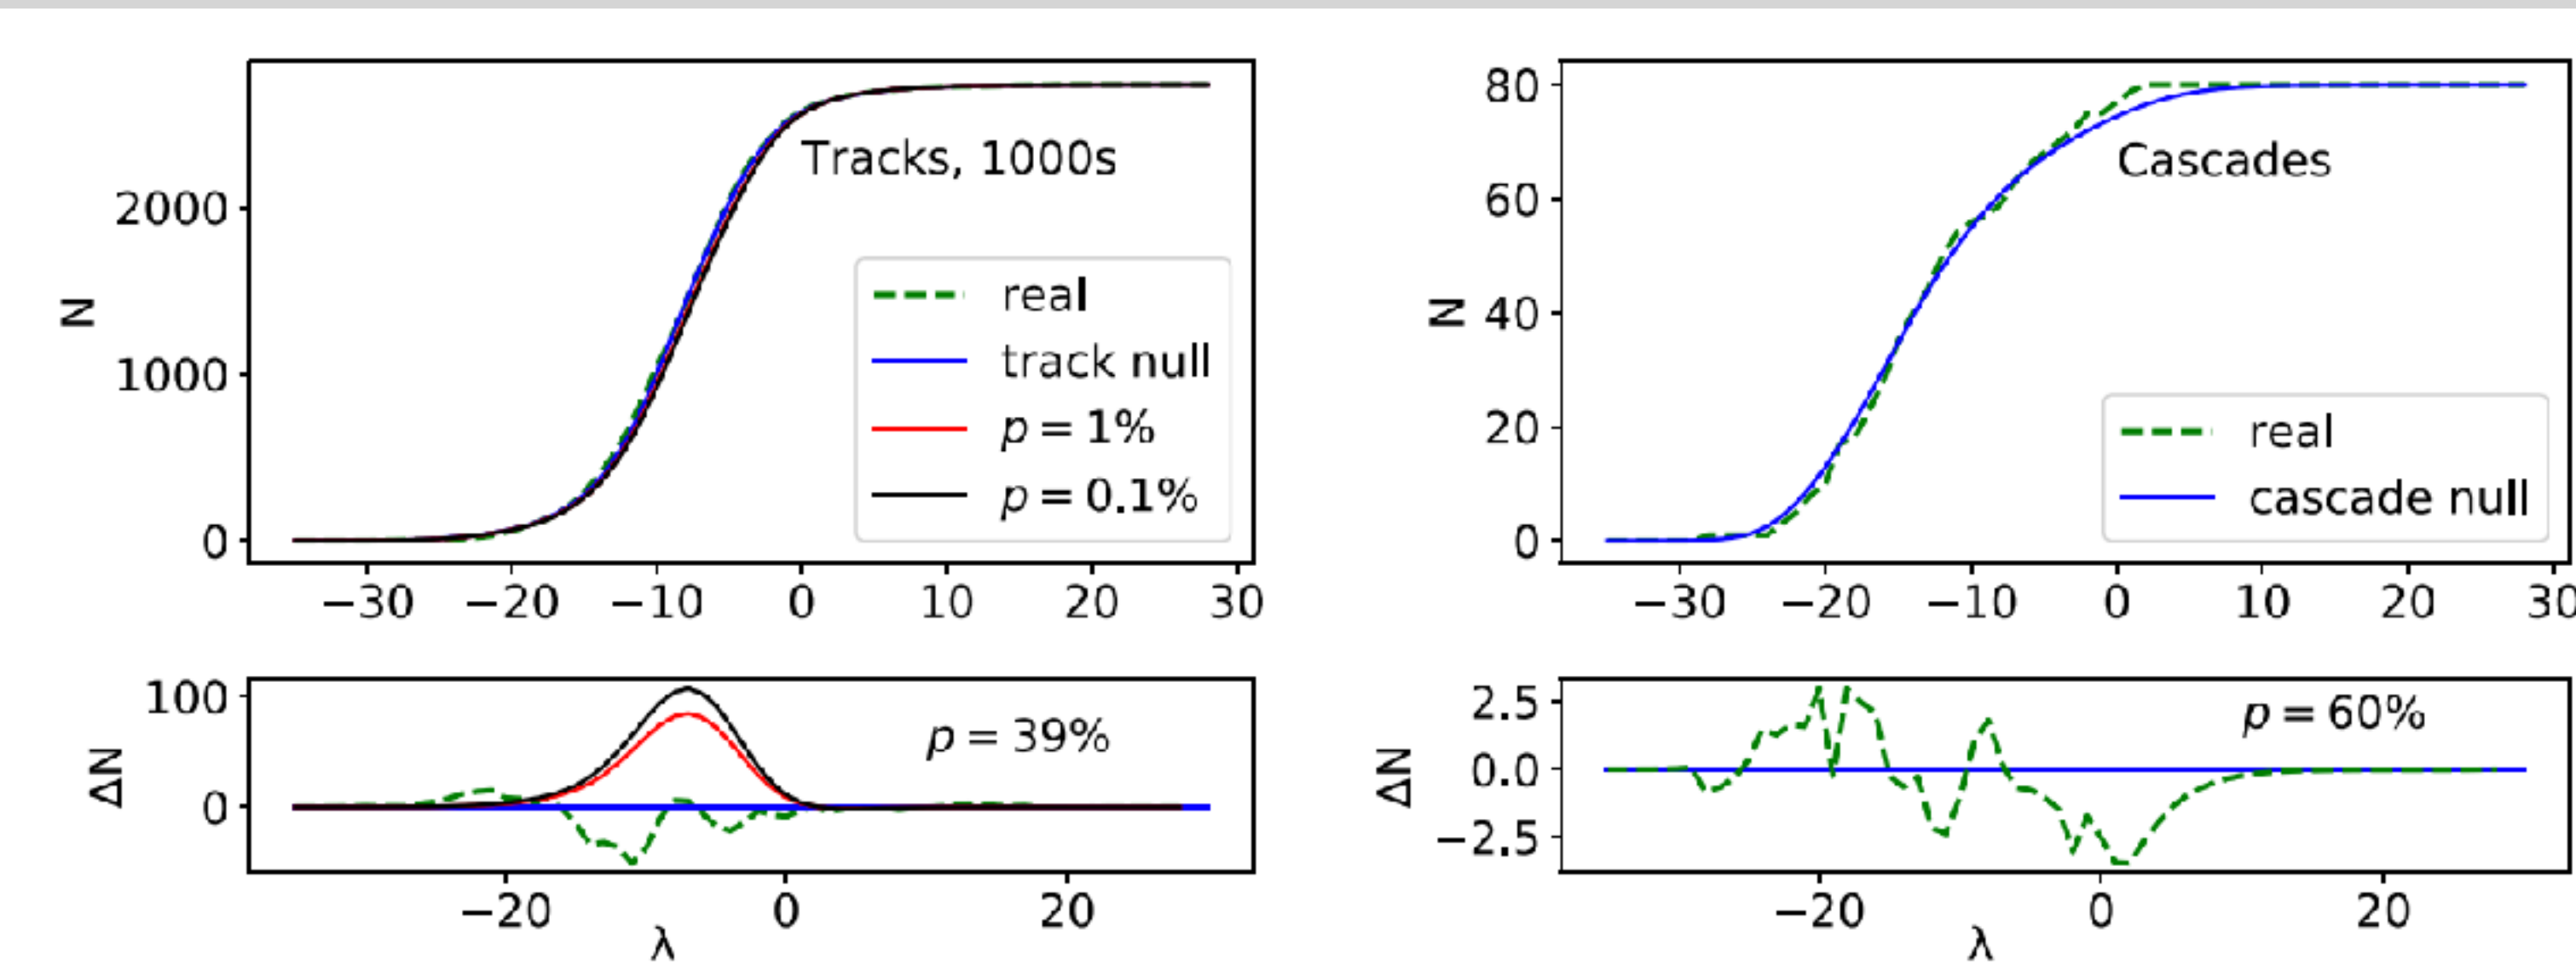 N
2000
1000
0
Tracks, 1000s
real
track null
p = 1%
p = 0.1%
−30 −20 −10 0 10 20 30
ΔN
100
0
p = 39%
−20 0 20
λ
N
80
60
40
20
0
Cascades
real
cascade null
−30 −20 −10 0 10 20 30
ΔN
2.5
0.0
−2.5
p = 60%
−20 0 20
λ